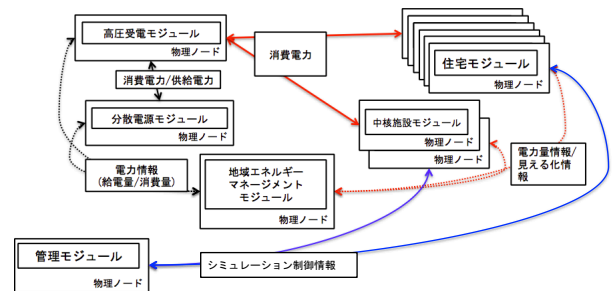 高圧受電モジュール
物理ノード
消費電力
住宅モジュール
物理ノード
消費電力/供給電力
分散電源モジュール
物理ノード
中核施設モジュール
物理ノード
物理ノード
電力量情報/
見える化情
報
電力情報
(給電量/消費量)
地域エネルギー
マネージメント
モジュール
物理ノード
管理モジュール
物理ノード
シミュレーション制御情報